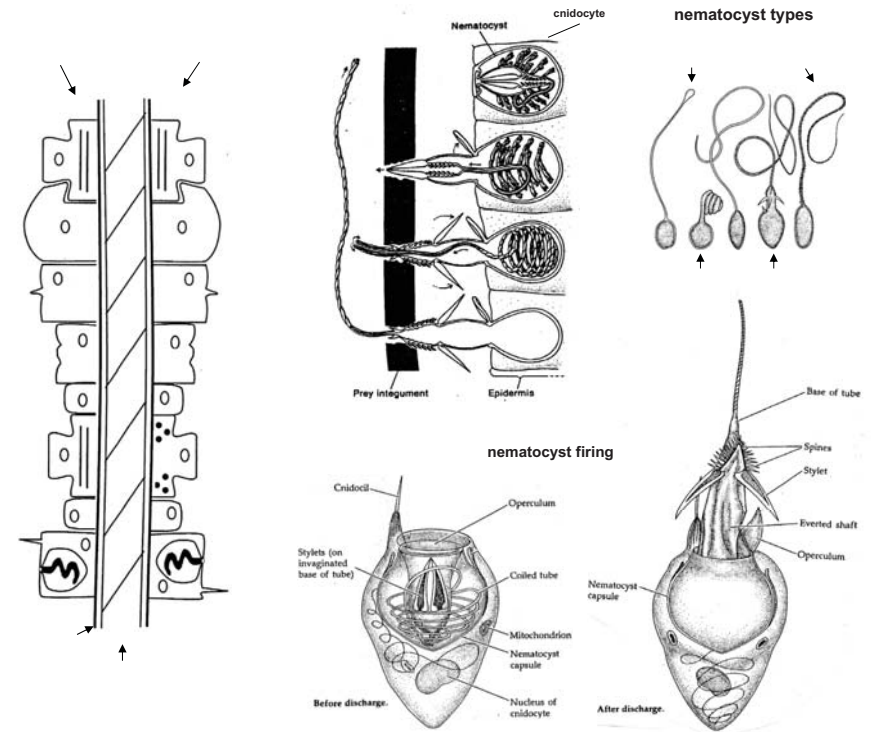 cnidocyte
nematocyst types
Nematocyst
Prey integument
Epidermis
nematocyst firing
Cnidocil
Operculum
Stylets (on
invaginated
base of tube)
Coiled tube
Mitochondrion
Nematocyst
capsule
Nucleus of
cnidocyte
Before discharge.
Base of tube
Spines
Stylet
Everted shaft
Operculum
Nematocyst
capsule
After discharge.